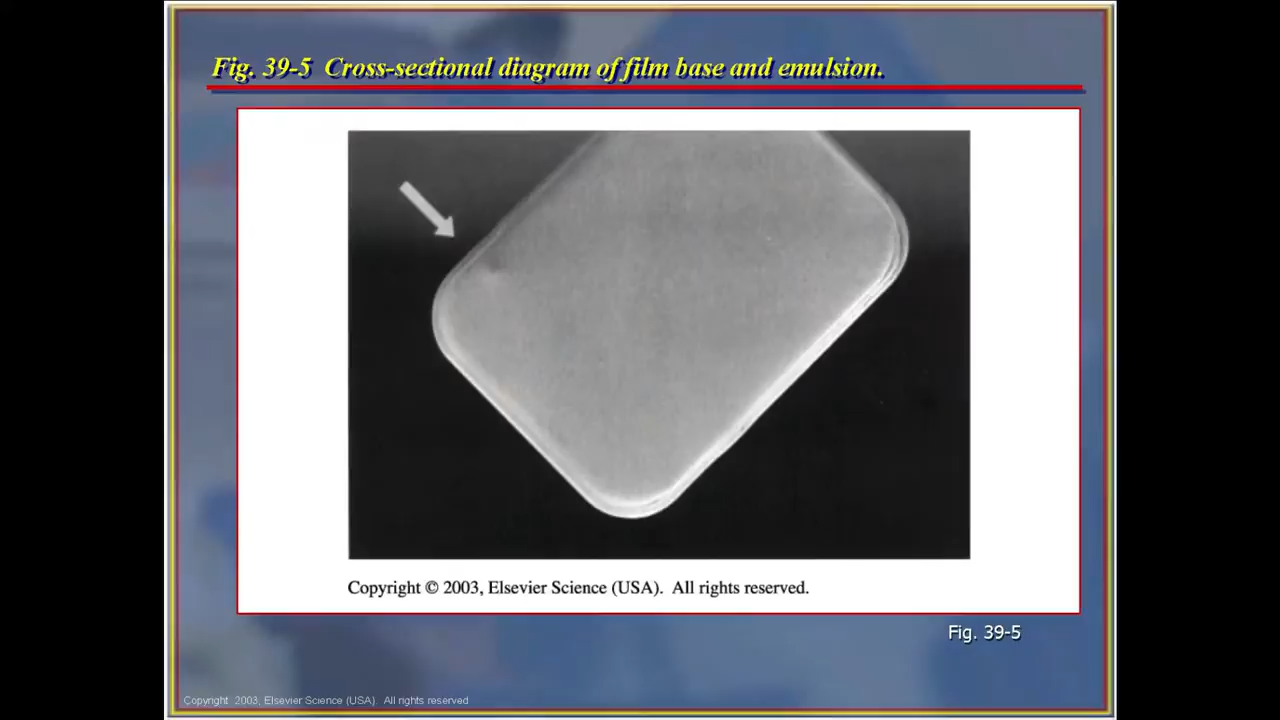 Fig. 39-5  Cross-sectional diagram of film base and emulsion.
Copyright © 2003, Elsevier Science (USA).  All rights reserved.
Fig. 39-5
Copyright  2003, Elsevier Science (USA).  All rights reserved